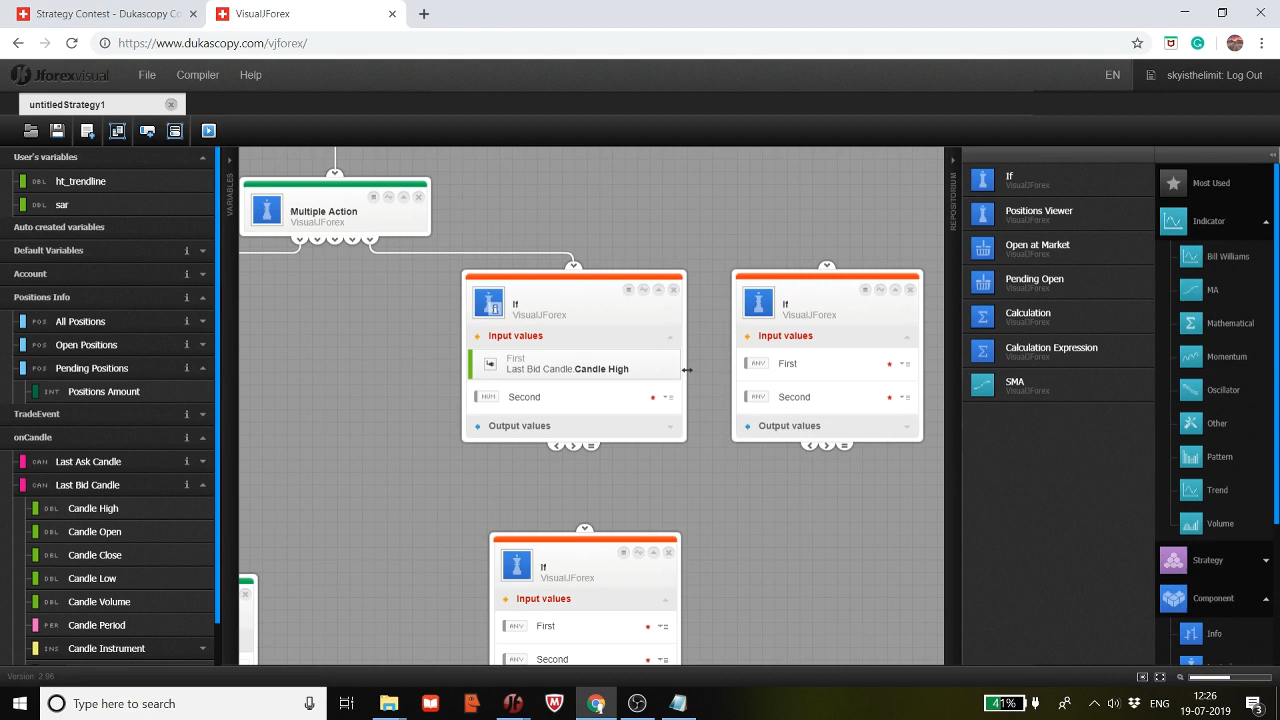 Strategy Contest - Dukascopy C
VisualJForex
https://www.dukascopy.com/vjforex/
Jforexvisual
File
Compiler
Help
EN
skyisthelimit: Log Out
untitledStrategy1
User's variables
DBL ht_trendline
DBL sar
Auto created variables
Default Variables
Account
Positions Info
POS All Positions
POS Open Positions
POS Pending Positions
INT Positions Amount
TradeEvent
onCandle
CAN Last Ask Candle
CAN Last Bid Candle
DBL Candle High
DBL Candle Open
DBL Candle Close
DBL Candle Low
DBL Candle Volume
PER Candle Period
INS Candle Instrument
VARIABLES
Multiple Action
VisualJForex
If
VisualJForex
Input values
First
Last Bid Candle.Candle High
NUM Second
Output values
If
VisualJForex
Input values
ANY First
ANY Second
Output values
If
VisualJForex
Input values
ANY First
ANY Second
REPOSITORIUM
If
VisualJForex
Positions Viewer
VisualJForex
Open at Market
VisualJForex
Pending Open
VisualJForex
Calculation
VisualJForex
Calculation Expression
VisualJForex
SMA
VisualJForex
Most Used
Indicator
Bill Williams
MA
Mathematical
Momentum
Oscillator
Other
Pattern
Trend
Volume
Strategy
Component
Info
Version 2.96
Type here to search
41%
12:26
19-07-2019